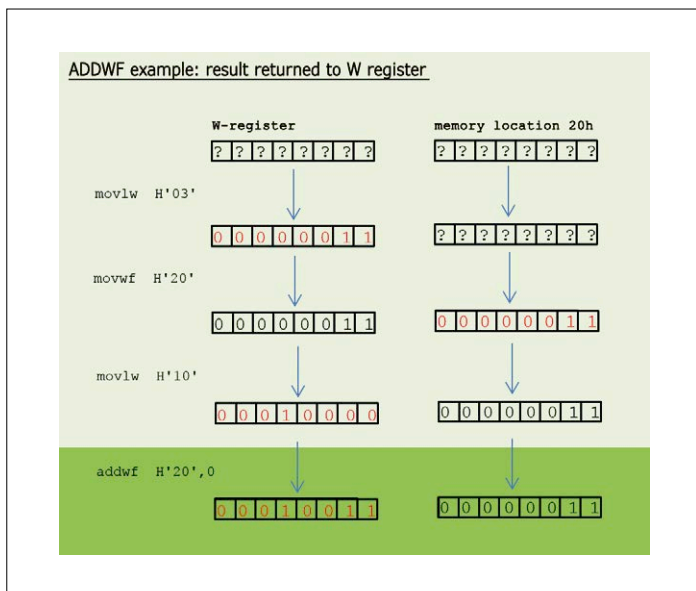 ADDWF example: result returned to W register
W-register memory location 20h
? ? ? ? ? ? ? ? ? ? ? ? ? ? ? ?
movlw H'03'
0 0 0 0 0 0 1 1 ? ? ? ? ? ? ? ?
movwf H'20'
0 0 0 0 0 0 1 1 0 0 0 0 0 0 1 1
movlw H'10'
0 0 0 1 0 0 0 0 0 0 0 0 0 0 1 1
addwf H'20',0
0 0 0 1 0 0 1 1 0 0 0 0 0 0 1 1